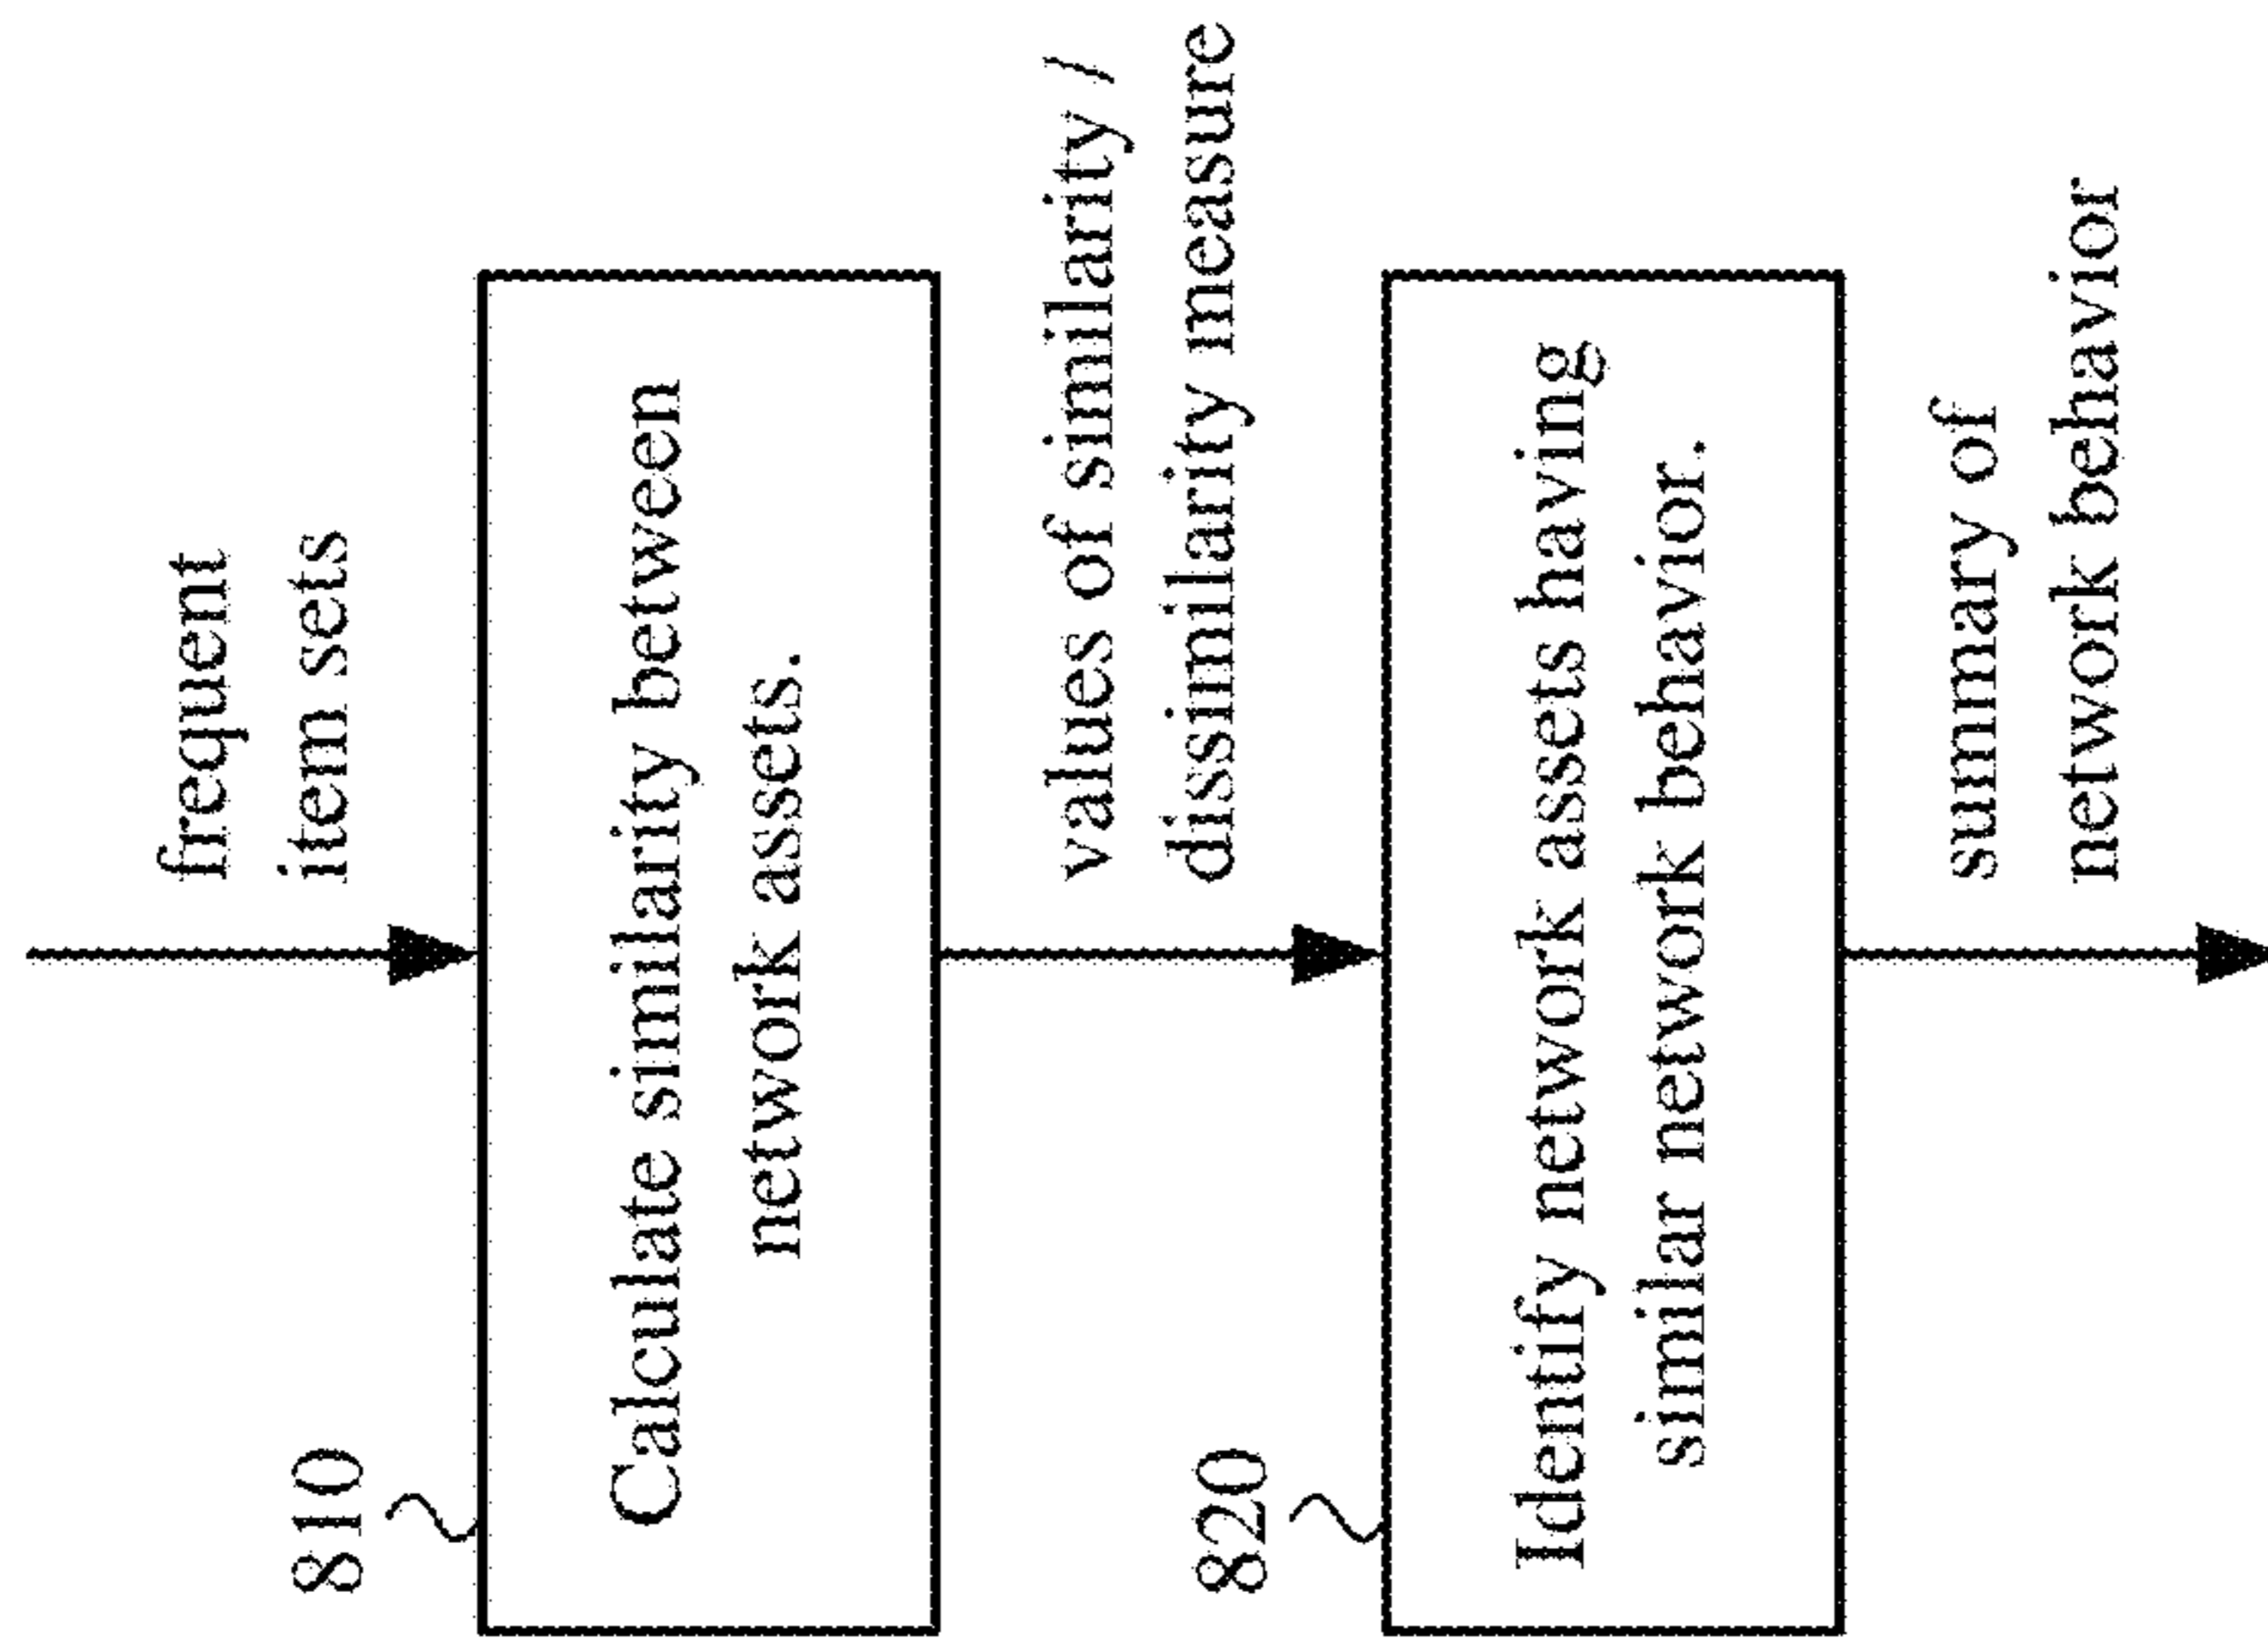 frequent
item sets
810
Calculate similarity between
network assets.
values of similarity /
dissimilarity measure
820
Identify network assets having
similar network behavior.
summary of
network behavior